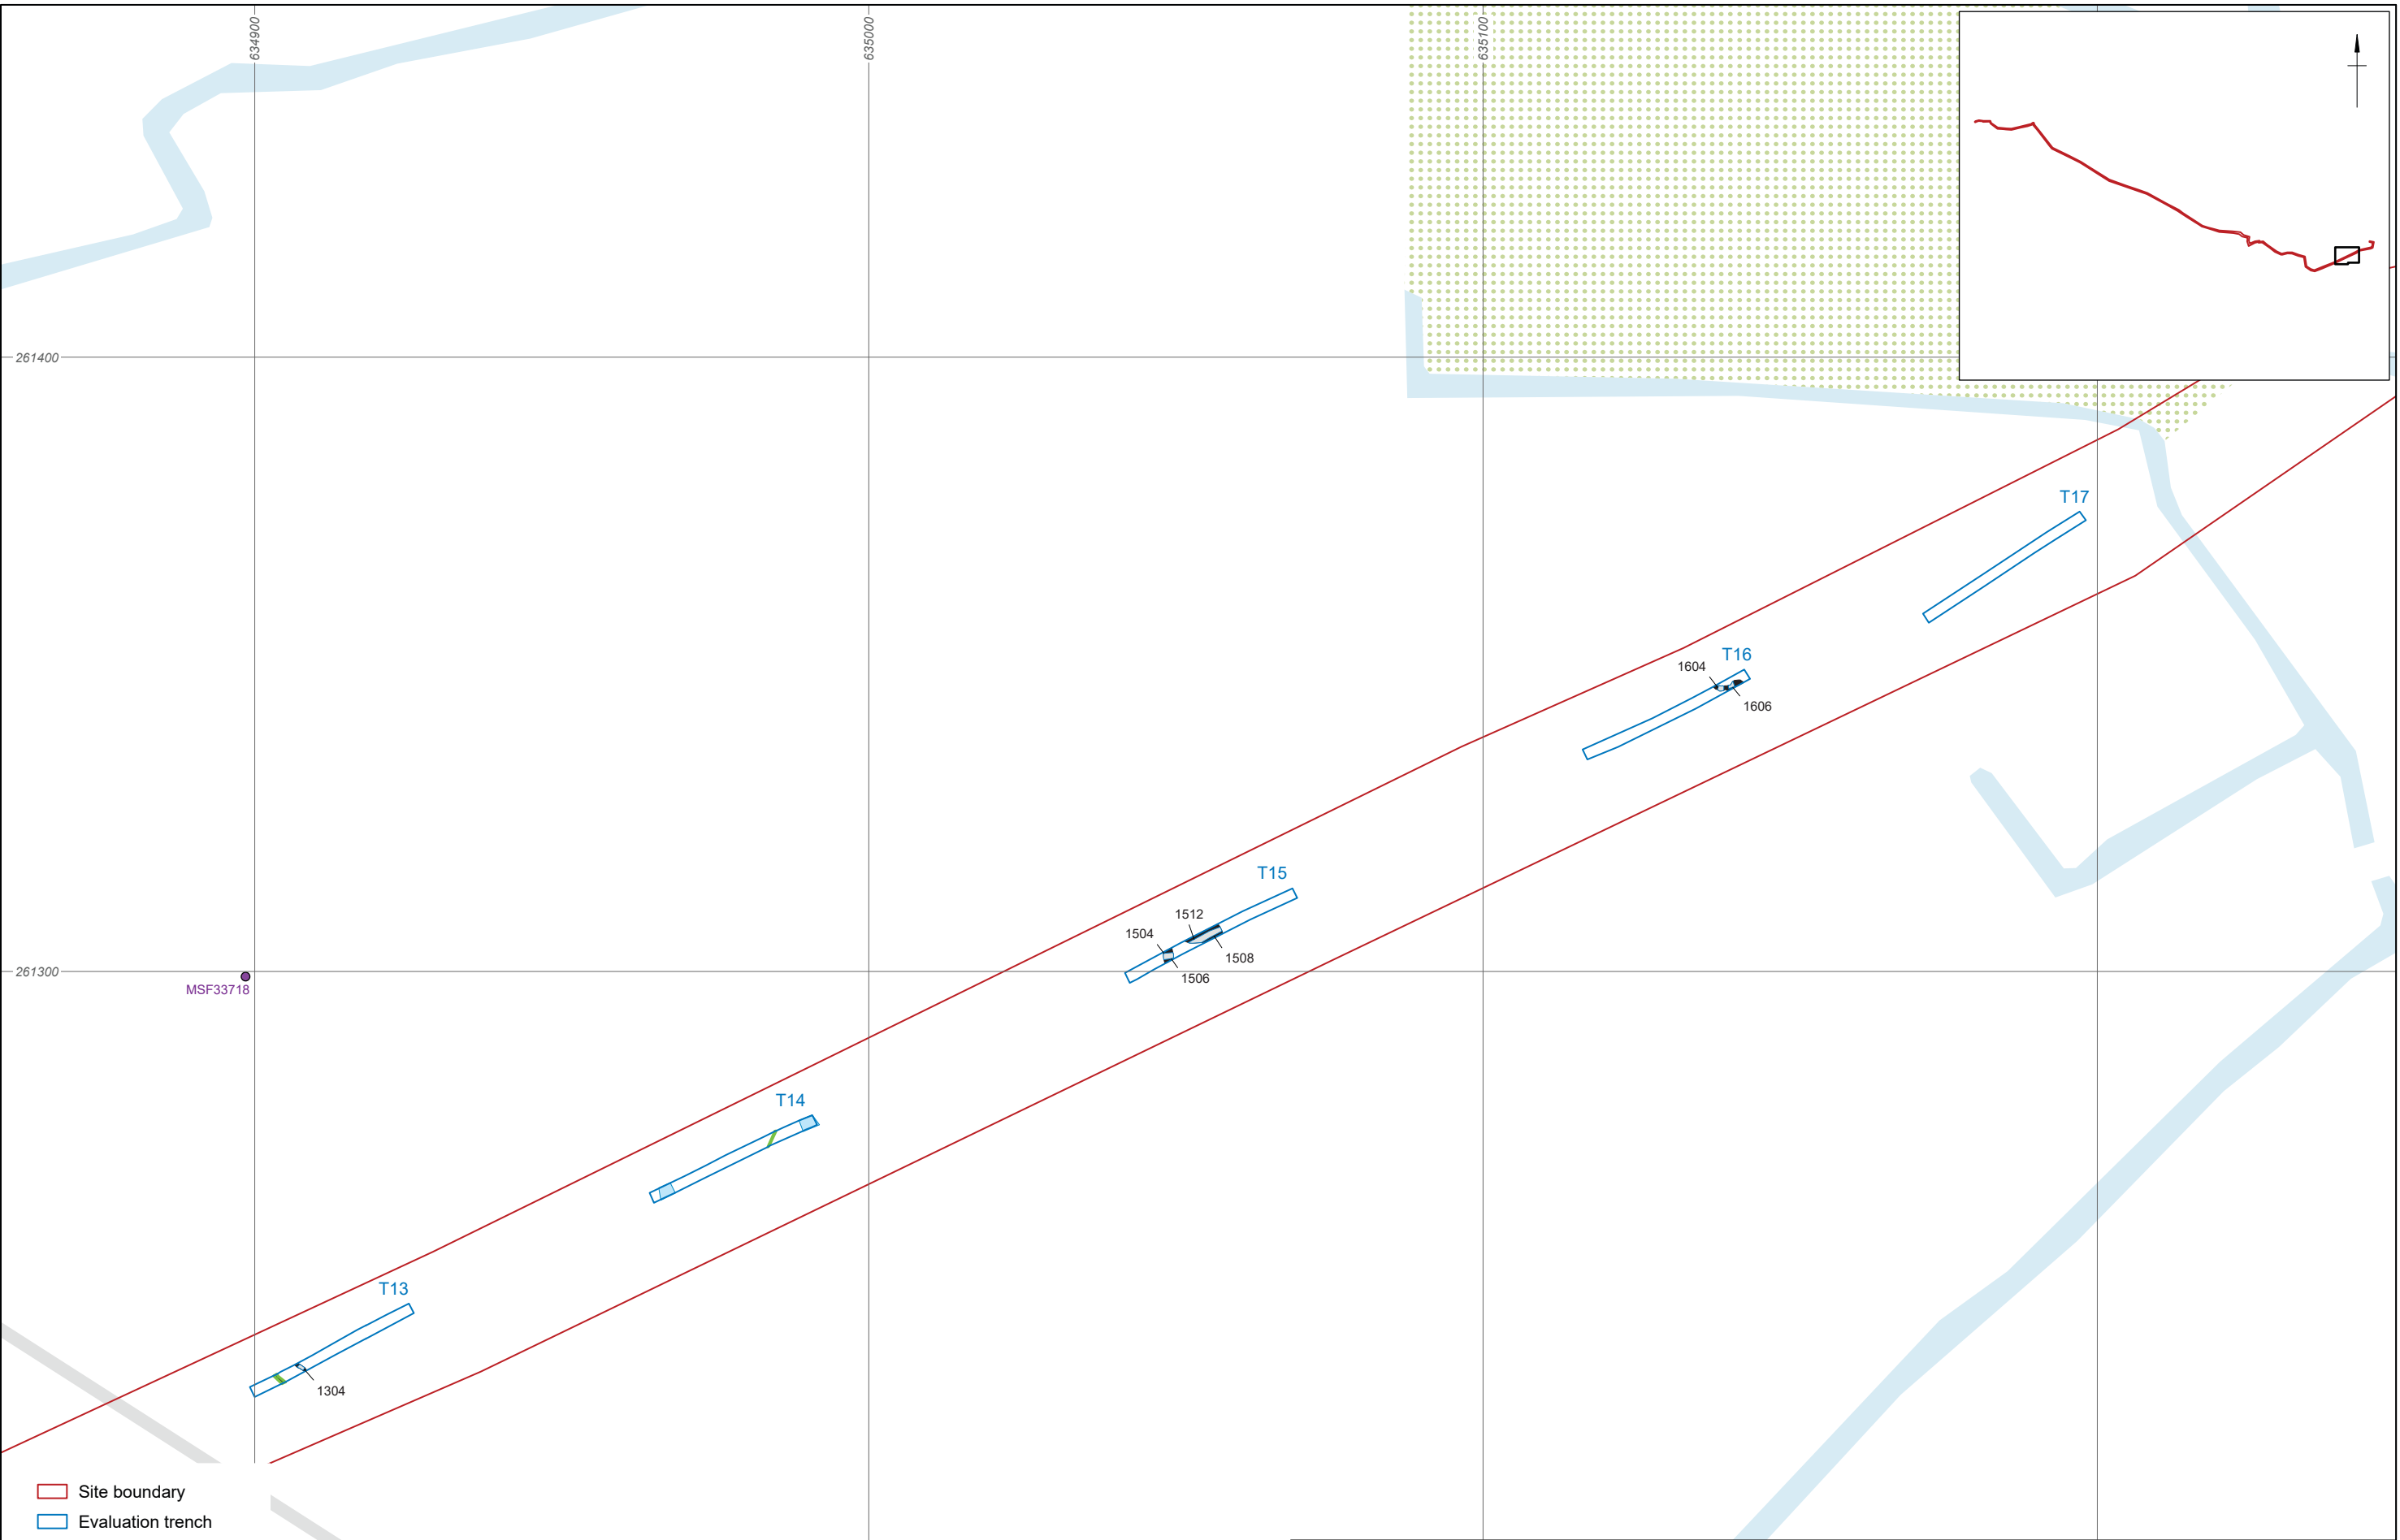 634900
635000
635100
261400
T17
T16
1604
1606
T15
1512
1504
1508
1506
261300
MSF33718
T14
T13
1304
Site boundary
Evaluation trench